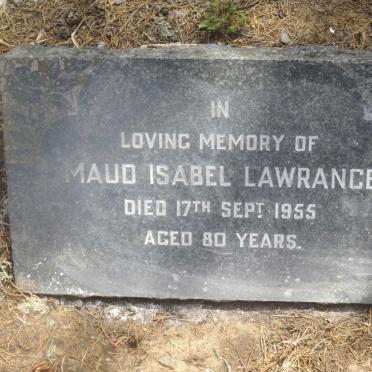 IN
LOVING MEMORY OF
MAUD ISABEL LAWRANCE
DIED 17TH SEPT 1955
AGED 80 YEARS.